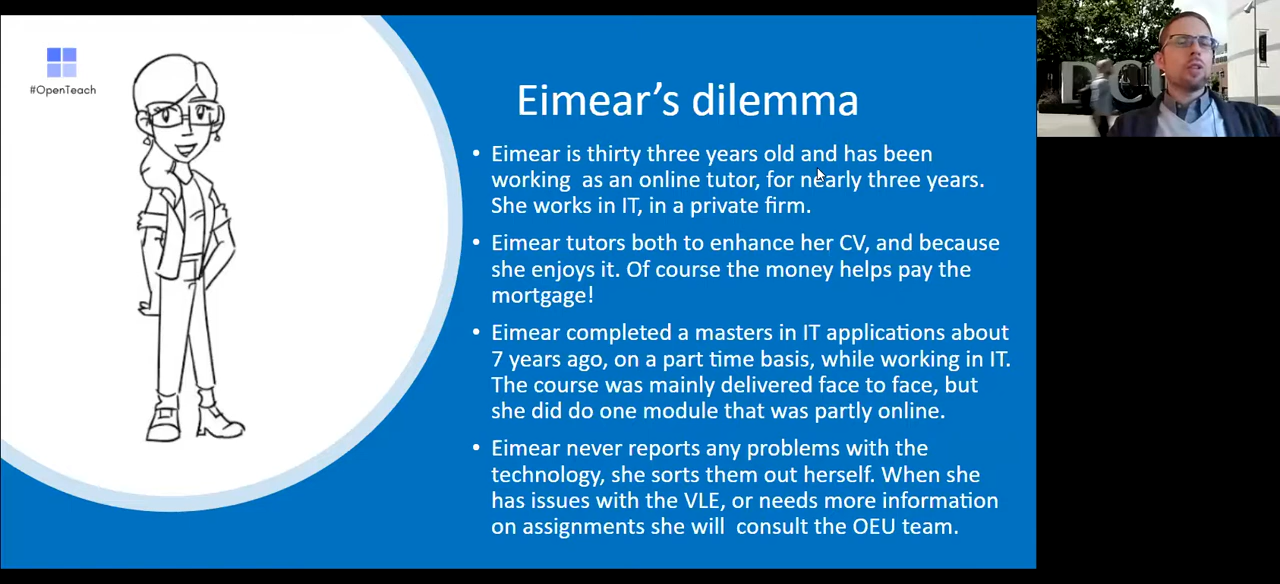 #OpenTeach
Eimear’s dilemma
• Eimear is thirty three years old and has been
working as an online tutor, for nearly three years.
She works in IT, in a private firm.
• Eimear tutors both to enhance her CV, and because
she enjoys it. Of course the money helps pay the
mortgage!
• Eimear completed a masters in IT applications about
7 years ago, on a part time basis, while working in IT.
The course was mainly delivered face to face, but
she did do one module that was partly online.
• Eimear never reports any problems with the
technology, she sorts them out herself. When she
has issues with the VLE, or needs more information
on assignments she will consult the OEU team.